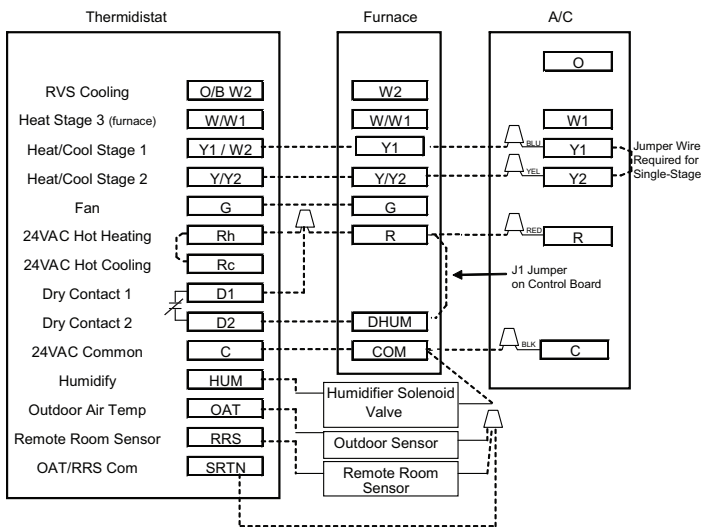 Thermidistat Furnace A/C
O
RVS Cooling O/B W2 W2
Heat Stage 3 (furnace) W/W1 W/W1 W1
Heat/Cool Stage 1 Y1 / W2 Y1 BLU Y1 Jumper Wire
Required for
Heat/Cool Stage 2 Y/Y2 Y/Y2 YEL Y2 Single-Stage
Fan G G
24VAC Hot Heating Rh R RED R
24VAC Hot Cooling Rc
J1 Jumper
on Control Board
Dry Contact 1 D1
Dry Contact 2 D2 DHUM
24VAC Common C COM BLK C
Humidify HUM
Humidifier Solenoid
Valve
Outdoor Air Temp OAT
Outdoor Sensor
Remote Room Sensor RRS
Remote Room
Sensor
OAT/RRS Com SRTN